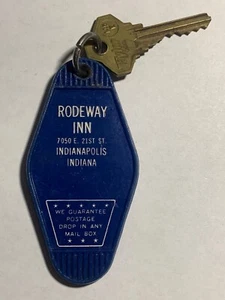 RODEWAY
INN
7050 E. 21ST ST.
INDIANAPOLIS
INDIANA
WE GUARANTEE
POSTAGE
DROP IN ANY
MAIL BOX